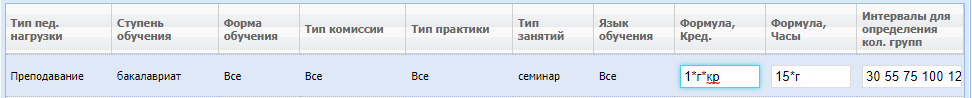 Тип пед. нагрузки Ступень обучения Форма обучения Тип комиссии Тип практики Тип занятий Язык обучения Формула, Кред. Формула, Часы Интервалы для определения кол. групп
Преподавание бакалавриат Все Все Все семинар Все 1*г*кр 15*г 30 55 75 100 12